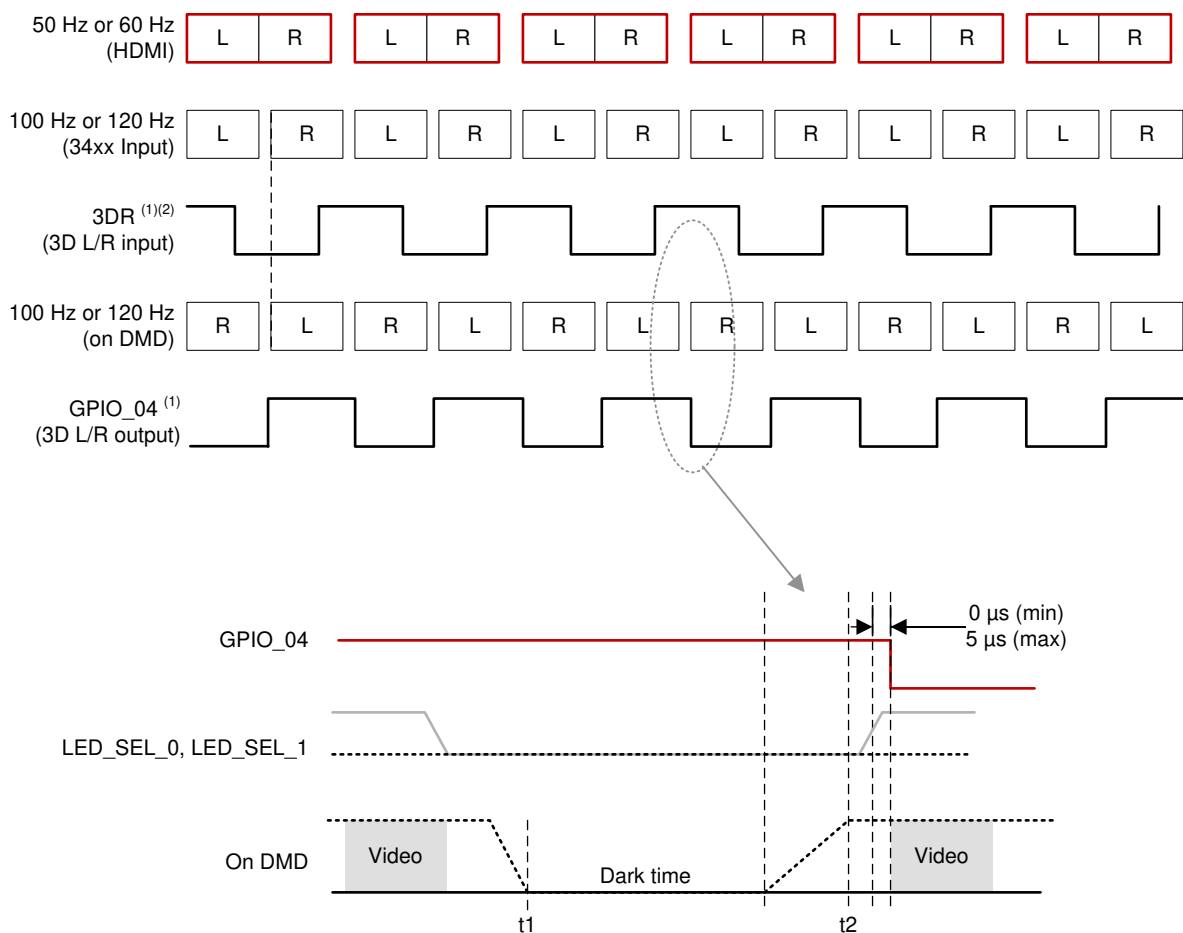 50 Hz or 60 Hz
(HDMI)
L R L R L R L R L R L R
100 Hz or 120 Hz
(34xx Input)
L R L R L R L R L R L R
3DR (1)(2)
(3D L/R input)
100 Hz or 120 Hz
(on DMD)
R L R L R L R L R L R L
GPIO_04 (1)
(3D L/R output)
0 µs (min)
5 µs (max)
GPIO_04
LED_SEL_0, LED_SEL_1
On DMD
Video
Dark time
Video
t1
t2